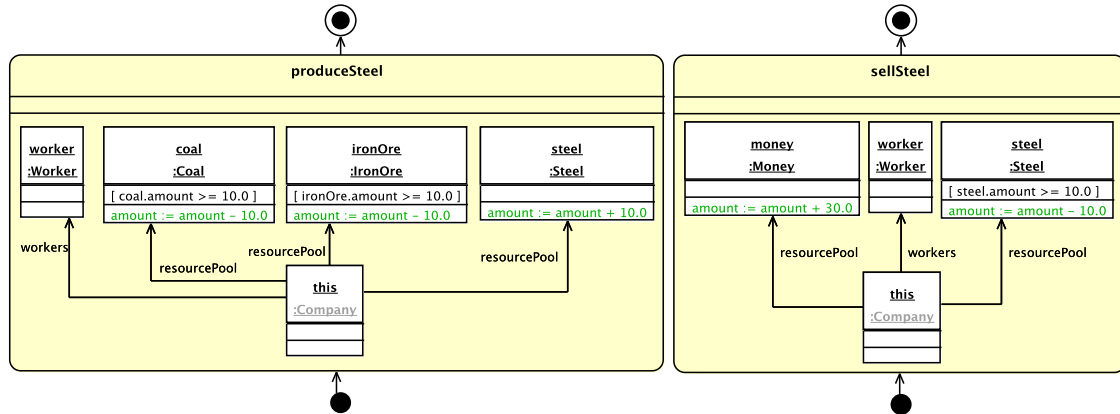 produceSteel
worker
:Worker
coal
:Coal
[ coal.amount >= 10.0 ]
amount := amount – 10.0
ironOre
:IronOre
[ ironOre.amount >= 10.0 ]
amount := amount – 10.0
steel
:Steel
amount := amount + 10.0
workers
resourcePool
resourcePool
resourcePool
this
:Company
sellSteel
money
:Money
amount := amount + 30.0
worker
:Worker
steel
:Steel
[ steel.amount >= 10.0 ]
amount := amount – 10.0
resourcePool
workers
resourcePool
this
:Company